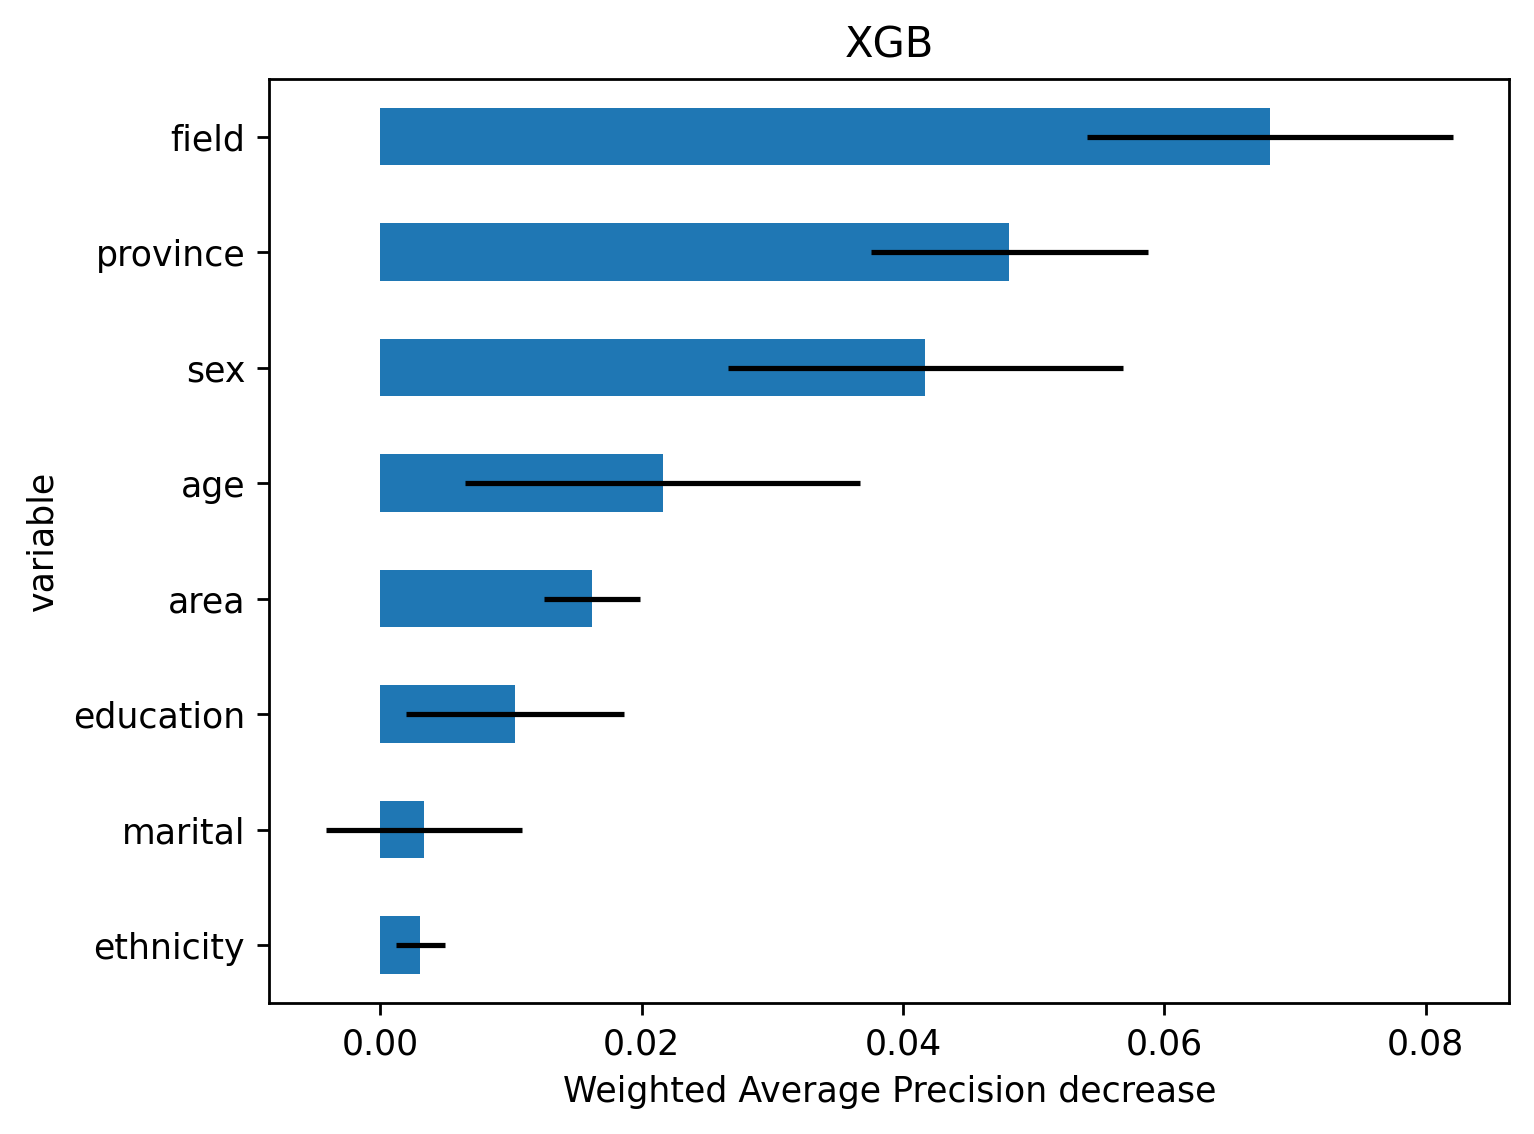 XGB
field
province
sex
age
area
education
marital
ethnicity
variable
0.00 0.02 0.04 0.06 0.08
Weighted Average Precision decrease